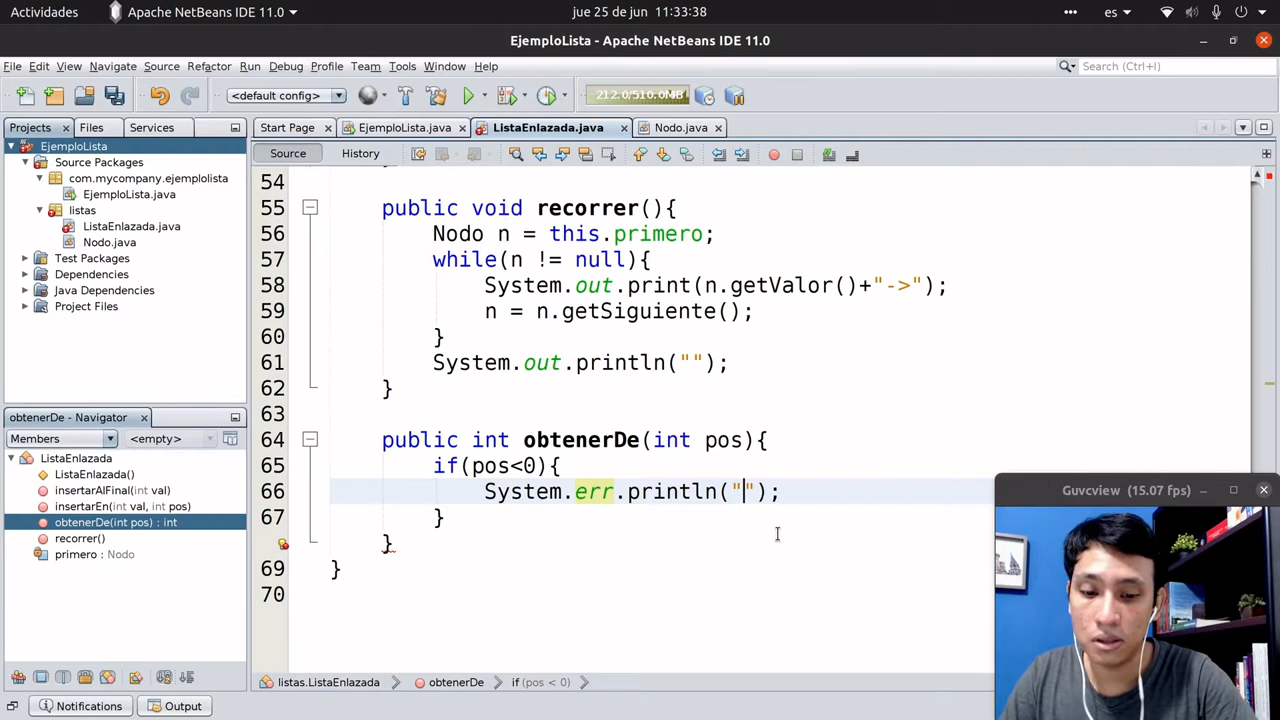 Actividades
Apache NetBeans IDE 11.0
jue 25 de jun 11:33:38
es
EjemploLista - Apache NetBeans IDE 11.0
File Edit View Navigate Source Refactor Run Debug Profile Team Tools Window Help
Search (Ctrl+I)
<default config>
212.0/510.0MB
Projects
Files
Services
Start Page
EjemploLista.java
ListaEnlazada.java
Nodo.java
Source
History
EjemploLista
Source Packages
com.mycompany.ejemplolista
EjemploLista.java
listas
ListaEnlazada.java
Nodo.java
Test Packages
Dependencies
Java Dependencies
Project Files
54
55 public void recorrer(){
56 Nodo n = this.primero;
57 while(n != null){
58 System.out.print(n.getValor()+"->");
59 n = n.getSiguiente();
60 }
61 System.out.println("");
62 }
63
64 public int obtenerDe(int pos){
65 if(pos<0){
66 System.err.println("");
67 }
}
69 }
70
obtenerDe - Navigator
Members
<empty>
ListaEnlazada
ListaEnlazada()
insertarAlFinal(int val)
insertarEn(int val, int pos)
obtenerDe(int pos) : int
recorrer()
primero : Nodo
Guvcview (15.07 fps)
listas.ListaEnlazada
obtenerDe
if (pos < 0)
Notifications
Output